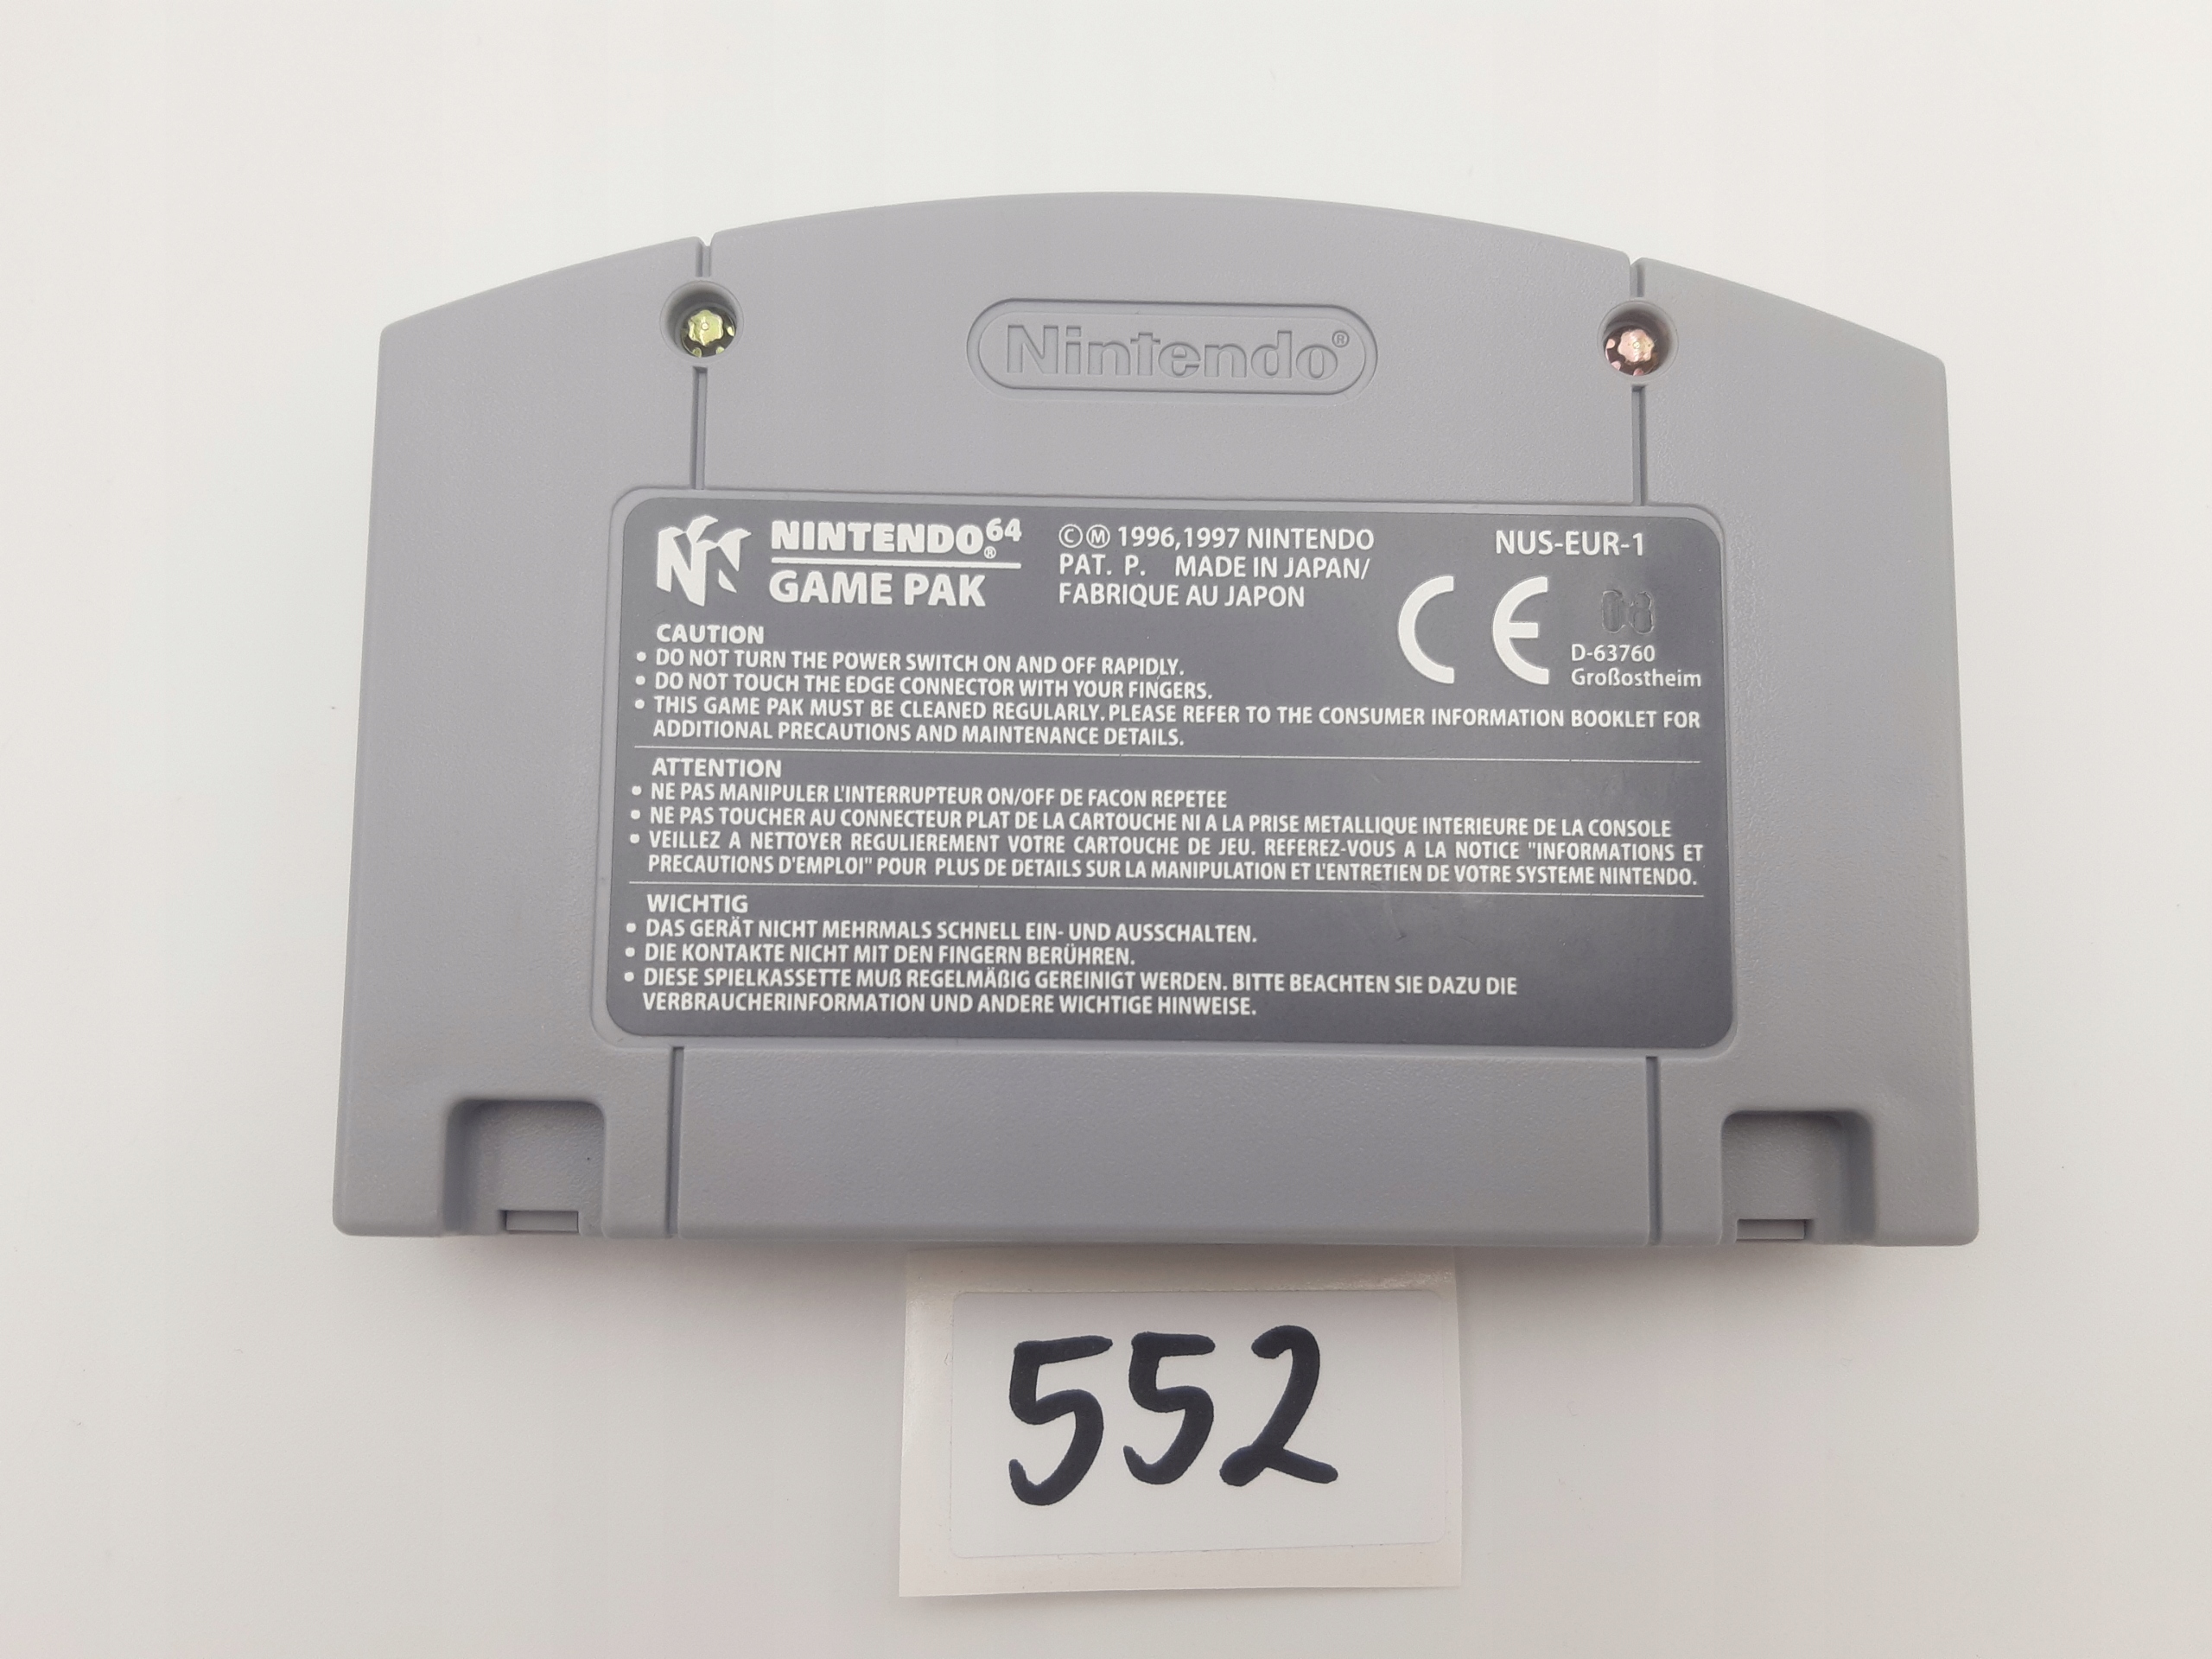 Nintendo®
NINTENDO⁶⁴®
GAME PAK
ⒸⓂ 1996,1997 NINTENDO
PAT. P. MADE IN JAPAN/
FABRIQUE AU JAPON
NUS-EUR-1
CE
08
D-63760
Großostheim
CAUTION
• DO NOT TURN THE POWER SWITCH ON AND OFF RAPIDLY.
• DO NOT TOUCH THE EDGE CONNECTOR WITH YOUR FINGERS.
• THIS GAME PAK MUST BE CLEANED REGULARLY. PLEASE REFER TO THE CONSUMER INFORMATION BOOKLET FOR
ADDITIONAL PRECAUTIONS AND MAINTENANCE DETAILS.
ATTENTION
• NE PAS MANIPULER L'INTERRUPTEUR ON/OFF DE FACON REPETEE
• NE PAS TOUCHER AU CONNECTEUR PLAT DE LA CARTOUCHE NI A LA PRISE METALLIQUE INTERIEURE DE LA CONSOLE
• VEILLEZ A NETTOYER REGULIEREMENT VOTRE CARTOUCHE DE JEU. REFEREZ-VOUS A LA NOTICE "INFORMATIONS ET
PRECAUTIONS D'EMPLOI" POUR PLUS DE DETAILS SUR LA MANIPULATION ET L'ENTRETIEN DE VOTRE SYSTEME NINTENDO.
WICHTIG
• DAS GERÄT NICHT MEHRMALS SCHNELL EIN- UND AUSSCHALTEN.
• DIE KONTAKTE NICHT MIT DEN FINGERN BERÜHREN.
• DIESE SPIELKASSETTE MUß REGELMÄßIG GEREINIGT WERDEN. BITTE BEACHTEN SIE DAZU DIE
VERBRAUCHERINFORMATION UND ANDERE WICHTIGE HINWEISE.
552